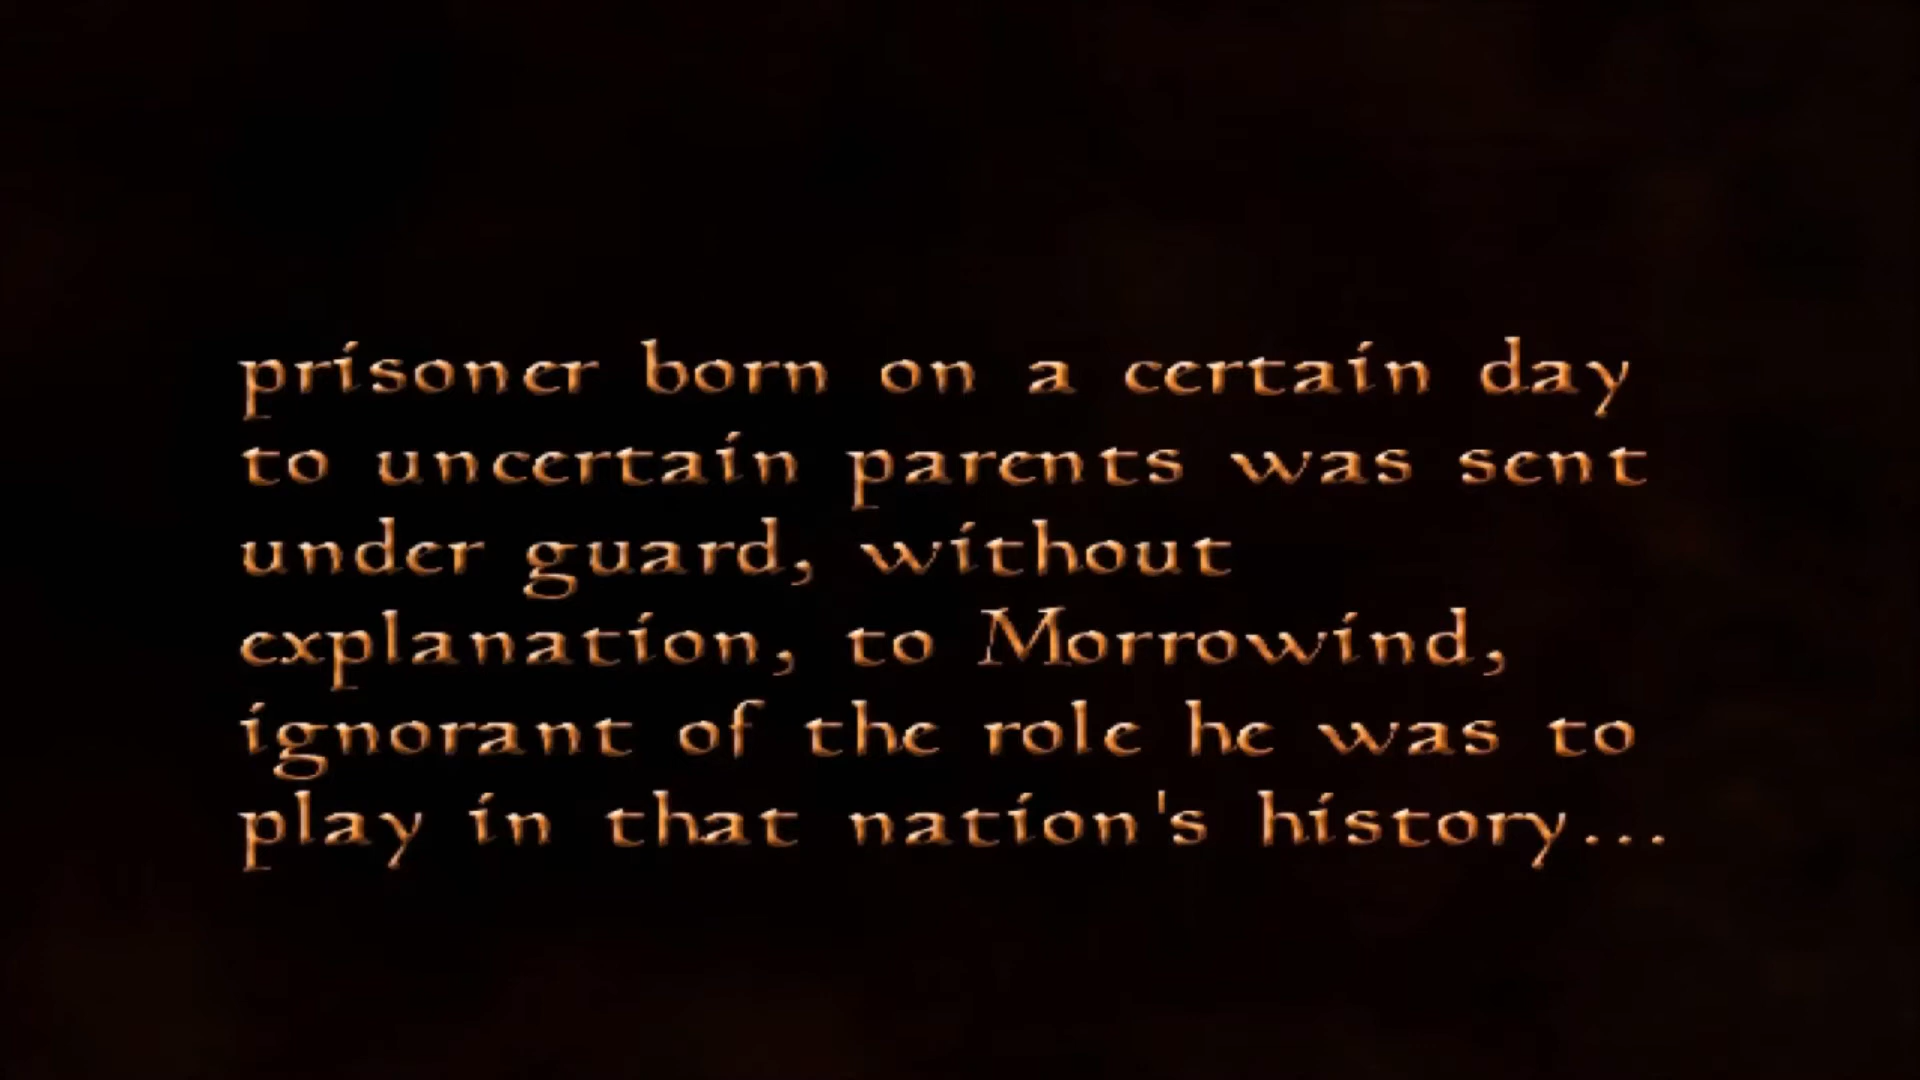 prisoner born on a certain day
to uncertain parents was sent
under guard, without
explanation, to Morrowind,
ignorant of the role he was to
play in that nation's history...